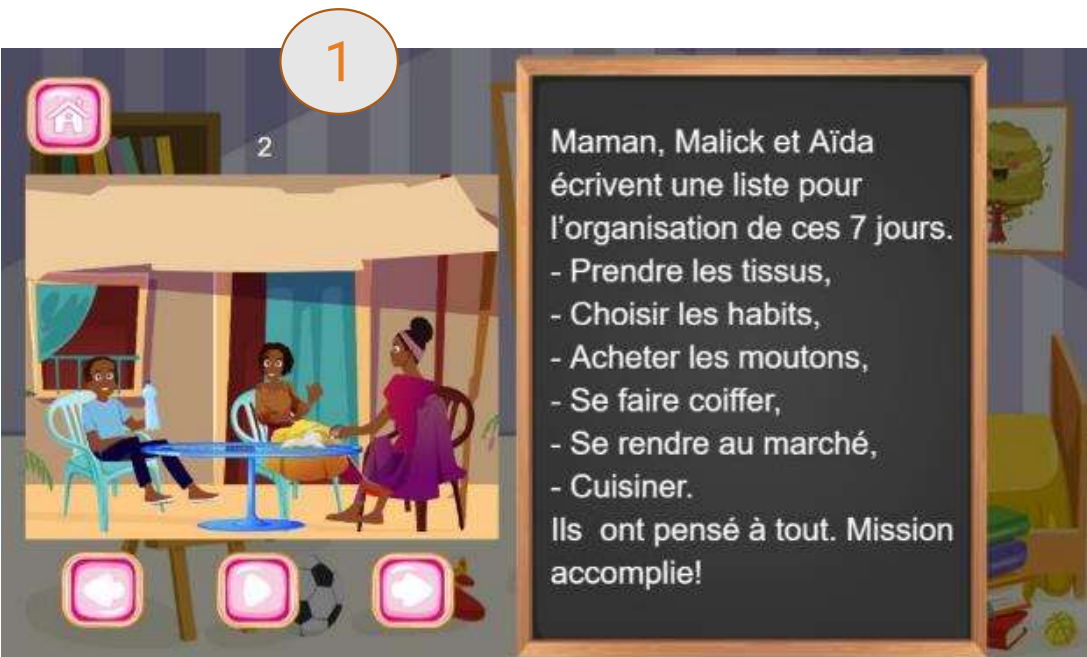 1
2
Maman, Malick et Aïda
écrivent une liste pour
l'organisation de ces 7 jours.
- Prendre les tissus,
- Choisir les habits,
- Acheter les moutons,
- Se faire coiffer,
- Se rendre au marché,
- Cuisiner.
Ils  ont pensé à tout. Mission
accomplie!